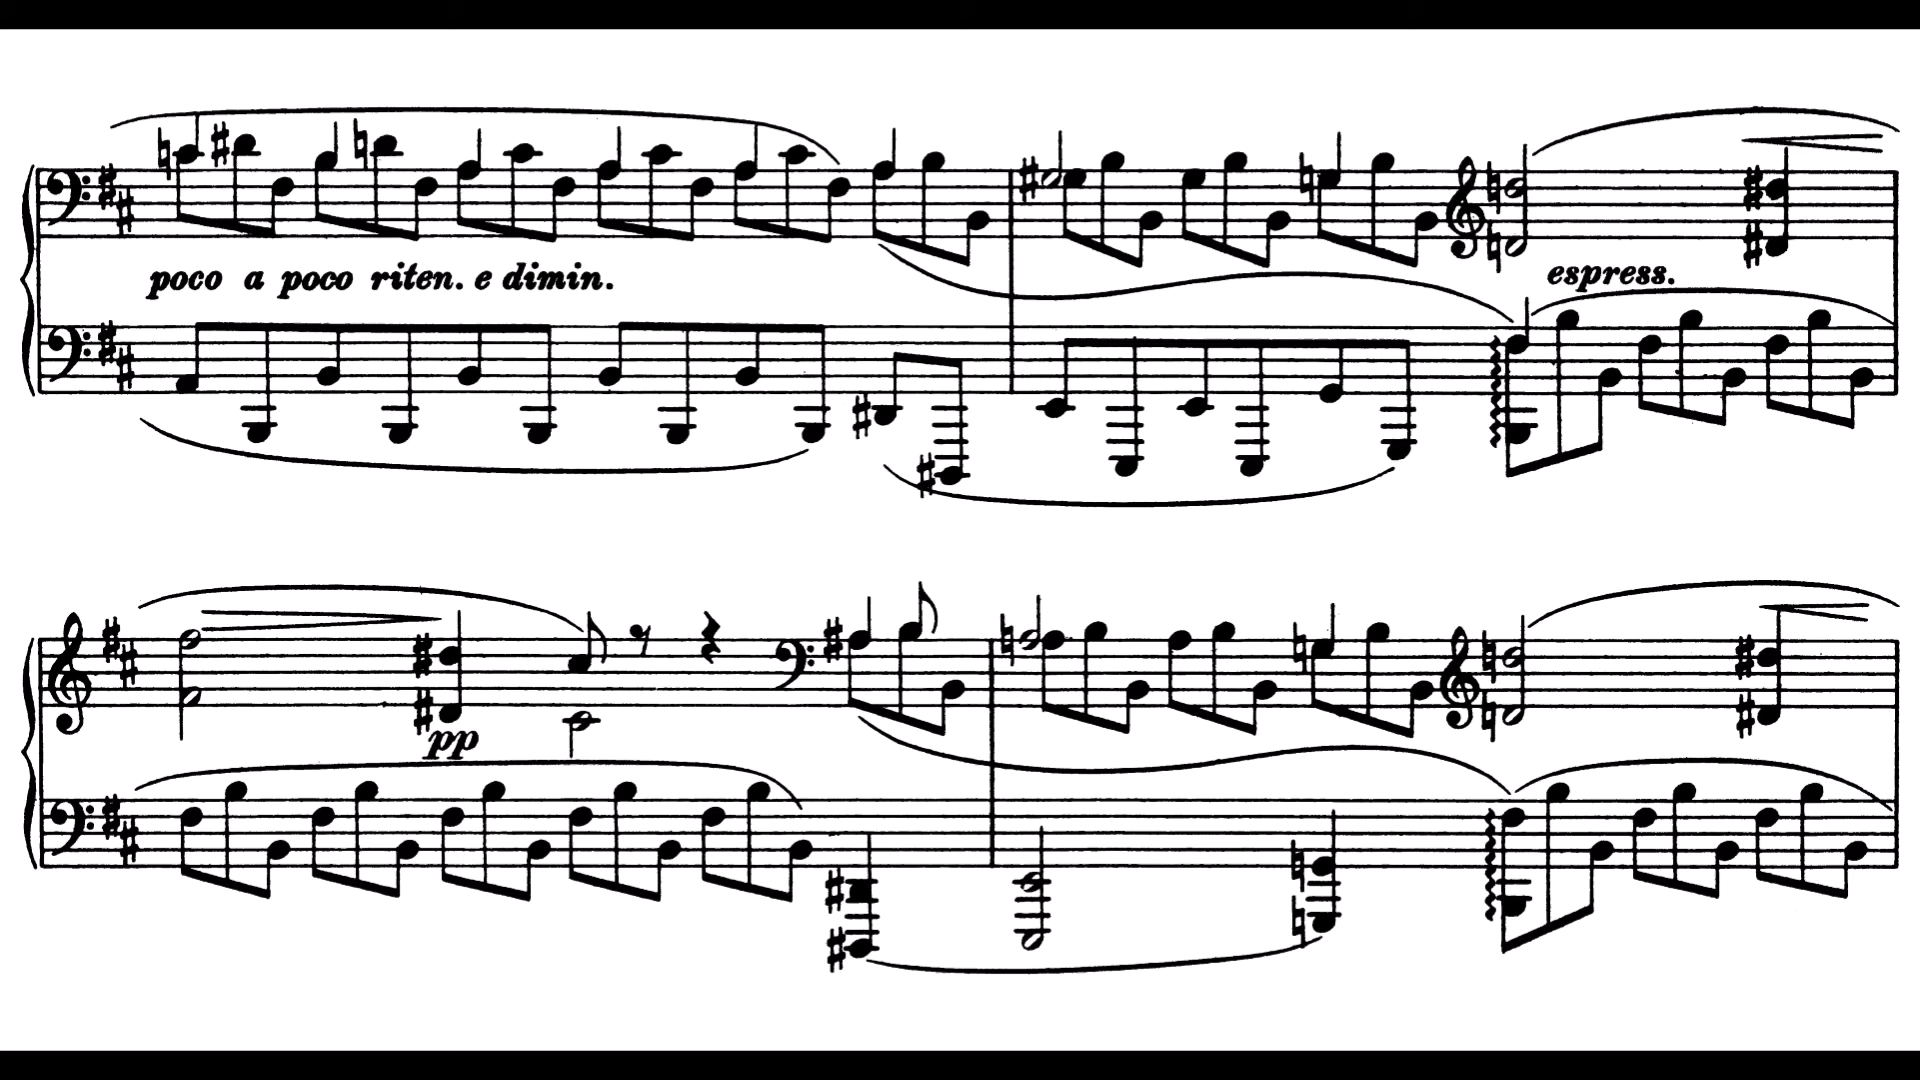 poco a poco riten. e dimin.
espress.
pp